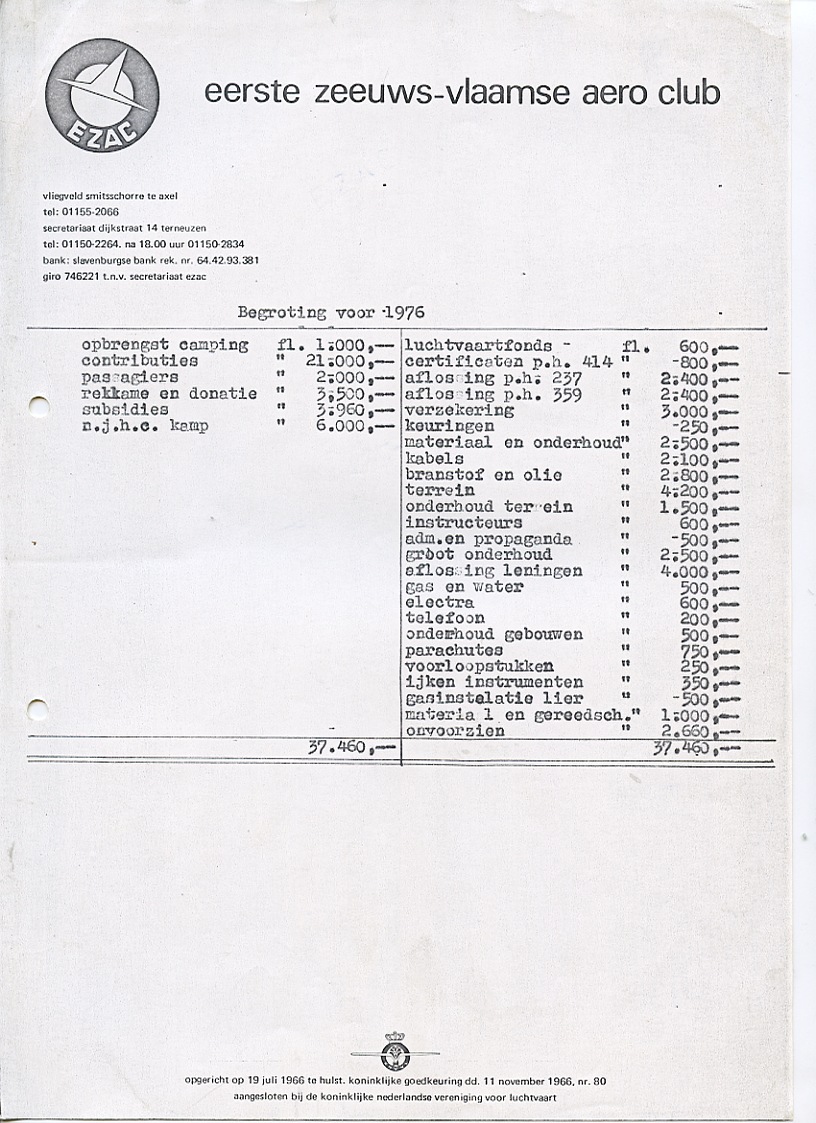 EZAC
eerste zeeuws-vlaamse aero club
vliegveld smitsschorre te axel
tel: 01155-2066
secretariaat dijkstraat 14 terneuzen
tel: 01150-2264. na 18.00 uur 01150-2834
bank: slavenburgse bank rek. nr. 64.42.93.381
giro 746221 t.n.v. secretariaat ezac
Begroting voor 1976
opbrengst camping fl. 1.000,—
contributies " 21.000,—
passagiers " 2.000,—
rekkame en donatie " 3.500,—
subsidies " 3.960,—
n.j.h.c. kamp " 6.000,—
37.460,—
luchtvaartfonds - fl. 600,—
certificaten p.h. 414 " -800,—
aflossing p.h. 237 " 2.400,—
aflossing p.h. 359 " 2.400,—
verzekering " 3.000,—
keuringen " -250,—
materiaal en onderhoud" 2.500,—
kabels " 2.100,—
branstof en olie " 2.800,—
terrein " 4.200,—
onderhoud terrein " 1.500,—
instructeurs " 600,—
adm.en propaganda " -500,—
groot onderhoud " 2.500,—
aflossing leningen " 4.000,—
gas en water " 500,—
electra " 600,—
telefoon " 200,—
onderhoud gebouwen " 500,—
parachutes " 750,—
voorloopstukken " 250,—
ijken instrumenten " 350,—
gasinstelatie lier " -500,—
materia l en gereedsch." 1.000,—
onvoorzien " 2.660,—
37.460,—
opgericht op 19 juli 1966 te hulst. koninklijke goedkeuring dd. 11 november 1966, nr. 80
aangesloten bij de koninklijke nederlandse vereniging voor luchtvaart